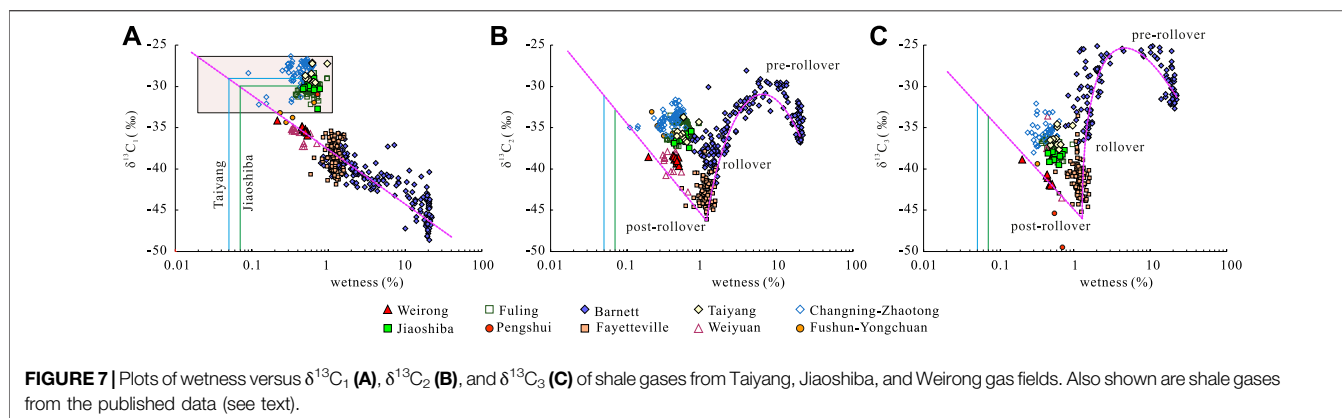 A
-25
-30
-35
-40
-45
-50
δ¹³C₁ (‰)
Taiyang
Jiaoshiba
0.01 0.1 1 10 100
wetness (%)
B
-25
-30
-35
-40
-45
-50
δ¹³C₂ (‰)
pre-rollover
rollover
post-rollover
0.01 0.1 1 10 100
wetness (%)
C
-25
-30
-35
-40
-45
-50
δ¹³C₃ (‰)
pre-rollover
rollover
post-rollover
0.01 0.1 1 10 100
wetness (%)
Weirong Fuling Barnett Taiyang Changning-Zhaotong
Jiaoshiba Pengshui Fayetteville Weiyuan Fushun-Yongchuan
FIGURE 7 | Plots of wetness versus δ¹³C₁ (A), δ¹³C₂ (B), and δ¹³C₃ (C) of shale gases from Taiyang, Jiaoshiba, and Weirong gas fields. Also shown are shale gases
from the published data (see text).